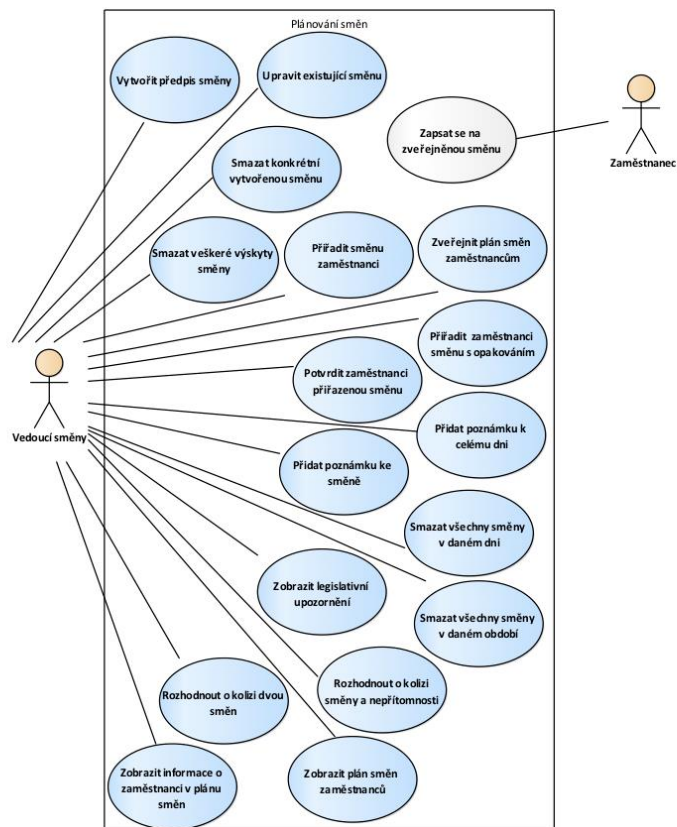 Plánování směn
Vytvořit předpis směny
Upravit existující směnu
Zapsat se na
zveřejněnou směnu
Zaměstnanec
Smazat konkrétní
vytvořenou směnu
Smazat veškeré výskyty
směny
Přiřadit směnu
zaměstnanci
Zveřejnit plán směn
zaměstnancům
Přiřadit zaměstnanci
směnu s opakováním
Potvrdit zaměstnanci
přiřazenou směnu
Vedoucí směny
Přidat poznámku k
celému dni
Přidat poznámku ke
směně
Smazat všechny směny
v daném dni
Zobrazit legislativní
upozornění
Smazat všechny směny
v daném období
Rozhodnout o kolizi dvou
směn
Rozhodnout o kolizi
směny a nepřítomnosti
Zobrazit informace o
zaměstnanci v plánu
směn
Zobrazit plán směn
zaměstnanců